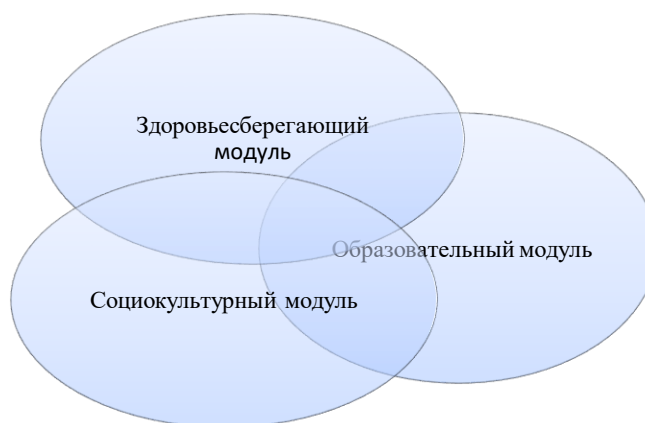 Здоровьесберегающий
модуль
Образовательный модуль
Социокультурный модуль